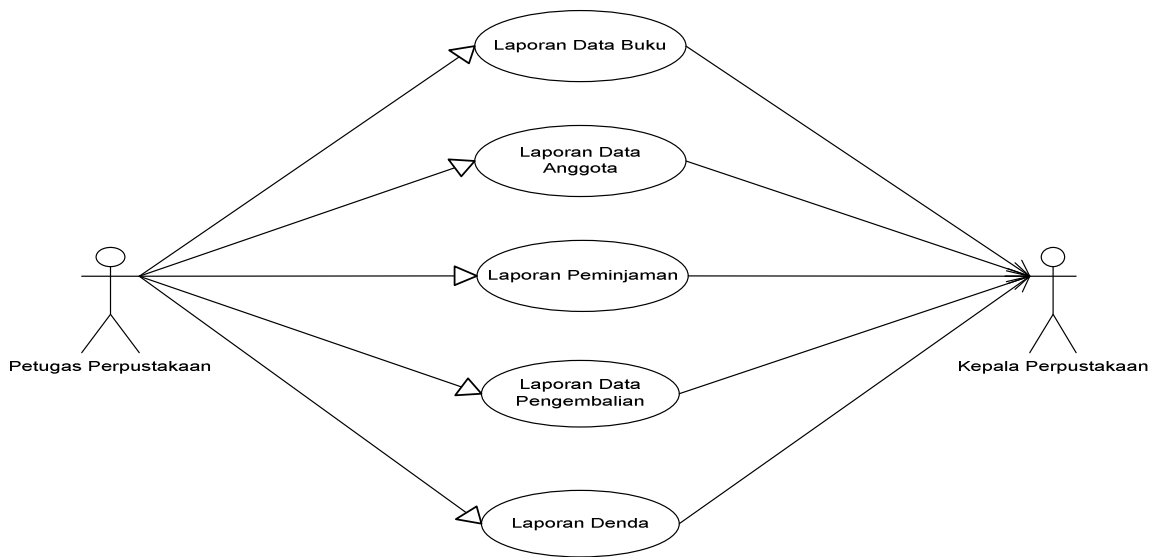 Laporan Data Buku
Laporan Data
Anggota
Laporan Peminjaman
Petugas Perpustakaan
Kepala Perpustakaan
Laporan Data
Pengembalian
Laporan Denda